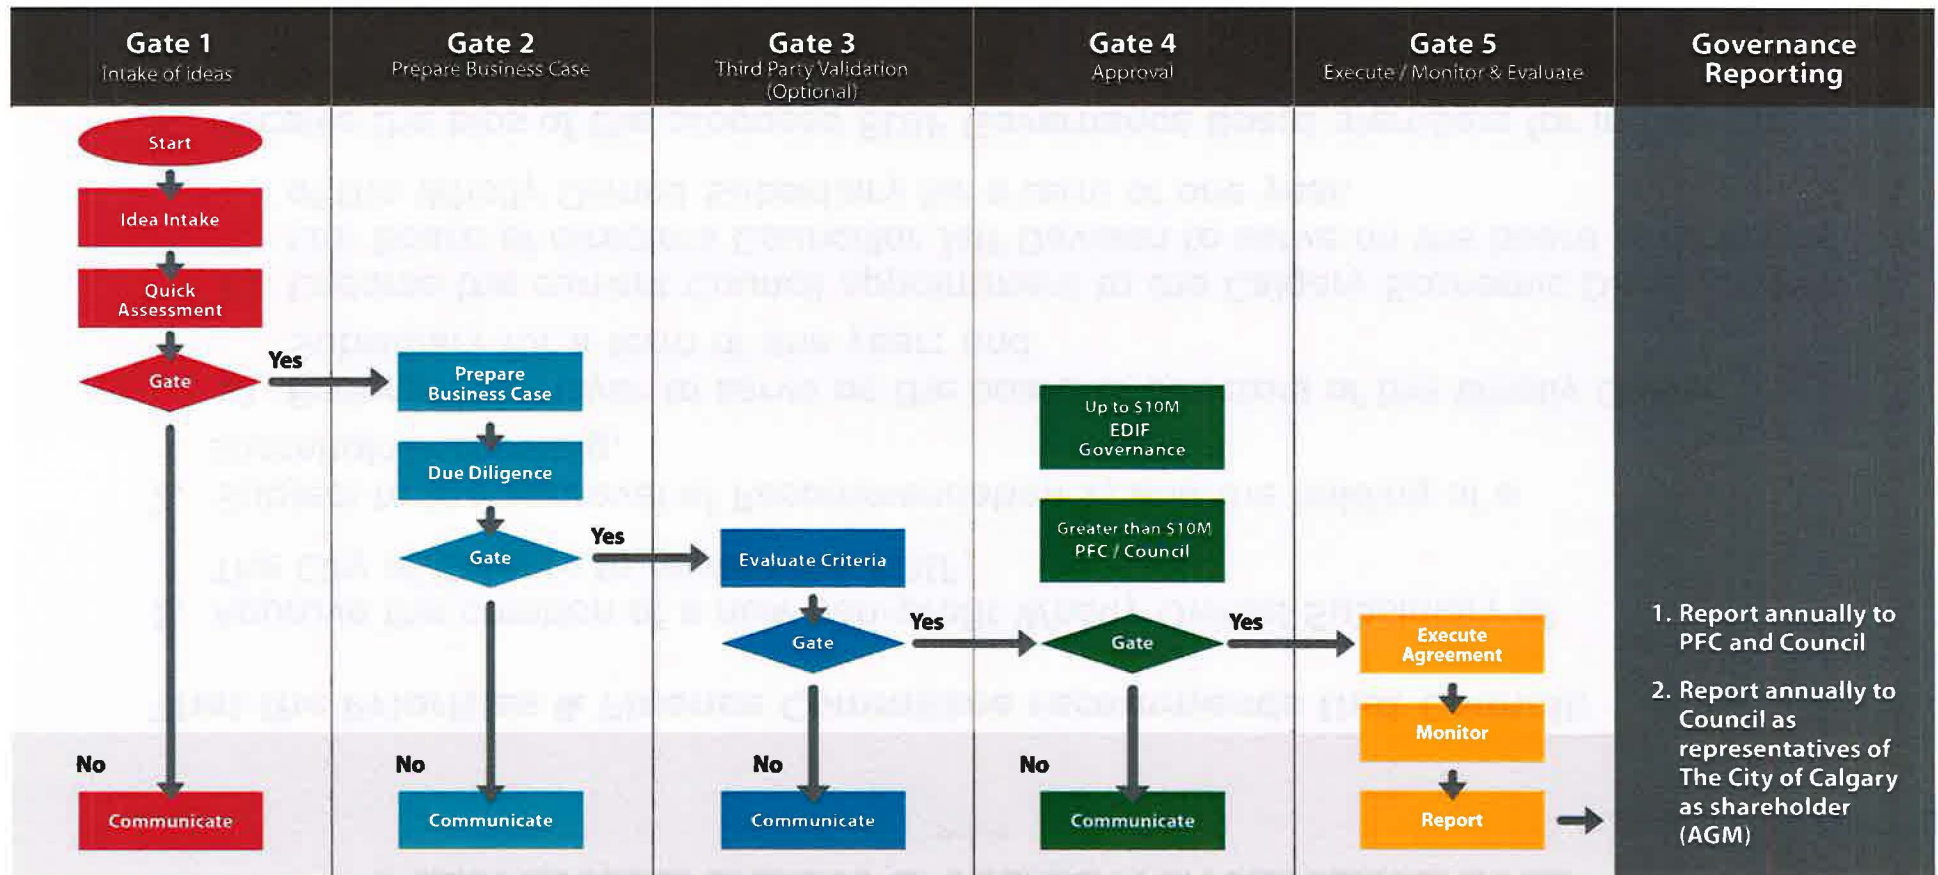 Gate 1
Intake of ideas
Gate 2
Prepare Business Case
Gate 3
Third Party Validation
(Optional)
Gate 4
Approval
Gate 5
Execute / Monitor & Evaluate
Governance
Reporting
Start
Idea Intake
Quick
Assessment
Gate
Yes
No
Communicate
Prepare
Business Case
Due Diligence
Gate
Yes
No
Communicate
Evaluate Criteria
Gate
Yes
No
Communicate
Up to $10M
EDIF
Governance
Greater than $10M
PFC / Council
Gate
Yes
No
Communicate
Execute
Agreement
Monitor
Report
1. Report annually to
PFC and Council
2. Report annually to
Council as
representatives of
The City of Calgary
as shareholder
(AGM)